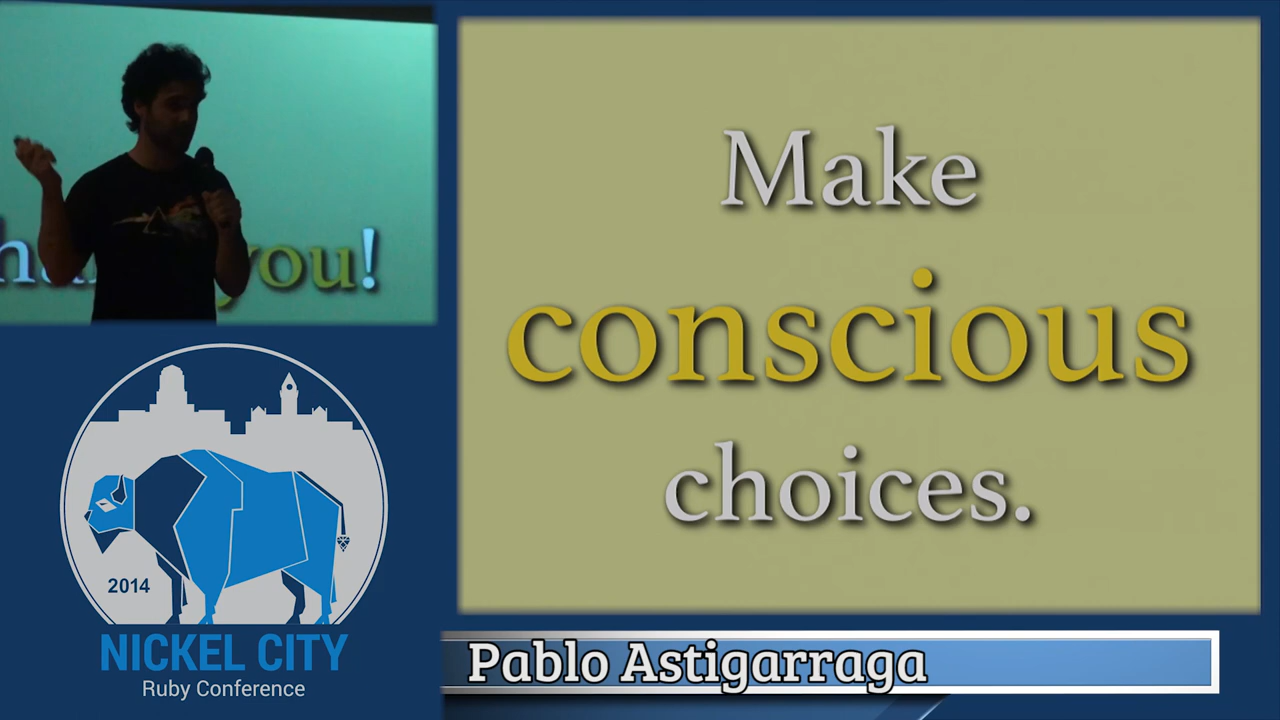 you!
Make
conscious
choices.
2014
NICKEL CITY
Ruby Conference
Pablo Astigarraga